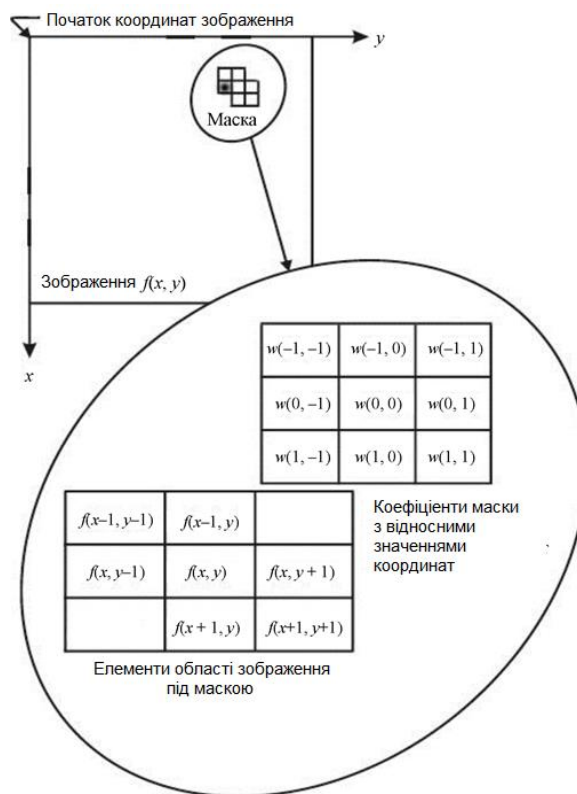 Початок координат зображення
y
Маска
Зображення f(x, y)
x
w(−1, −1) w(−1, 0) w(−1, 1)
w(0, −1) w(0, 0) w(0, 1)
w(1, −1) w(1, 0) w(1, 1)
Коефіцієнти маски
з відносними
значеннями
координат
f(x−1, y−1) f(x−1, y)
f(x, y−1) f(x, y) f(x, y + 1)
f(x + 1, y) f(x+1, y+1)
Елементи області зображення
під маскою